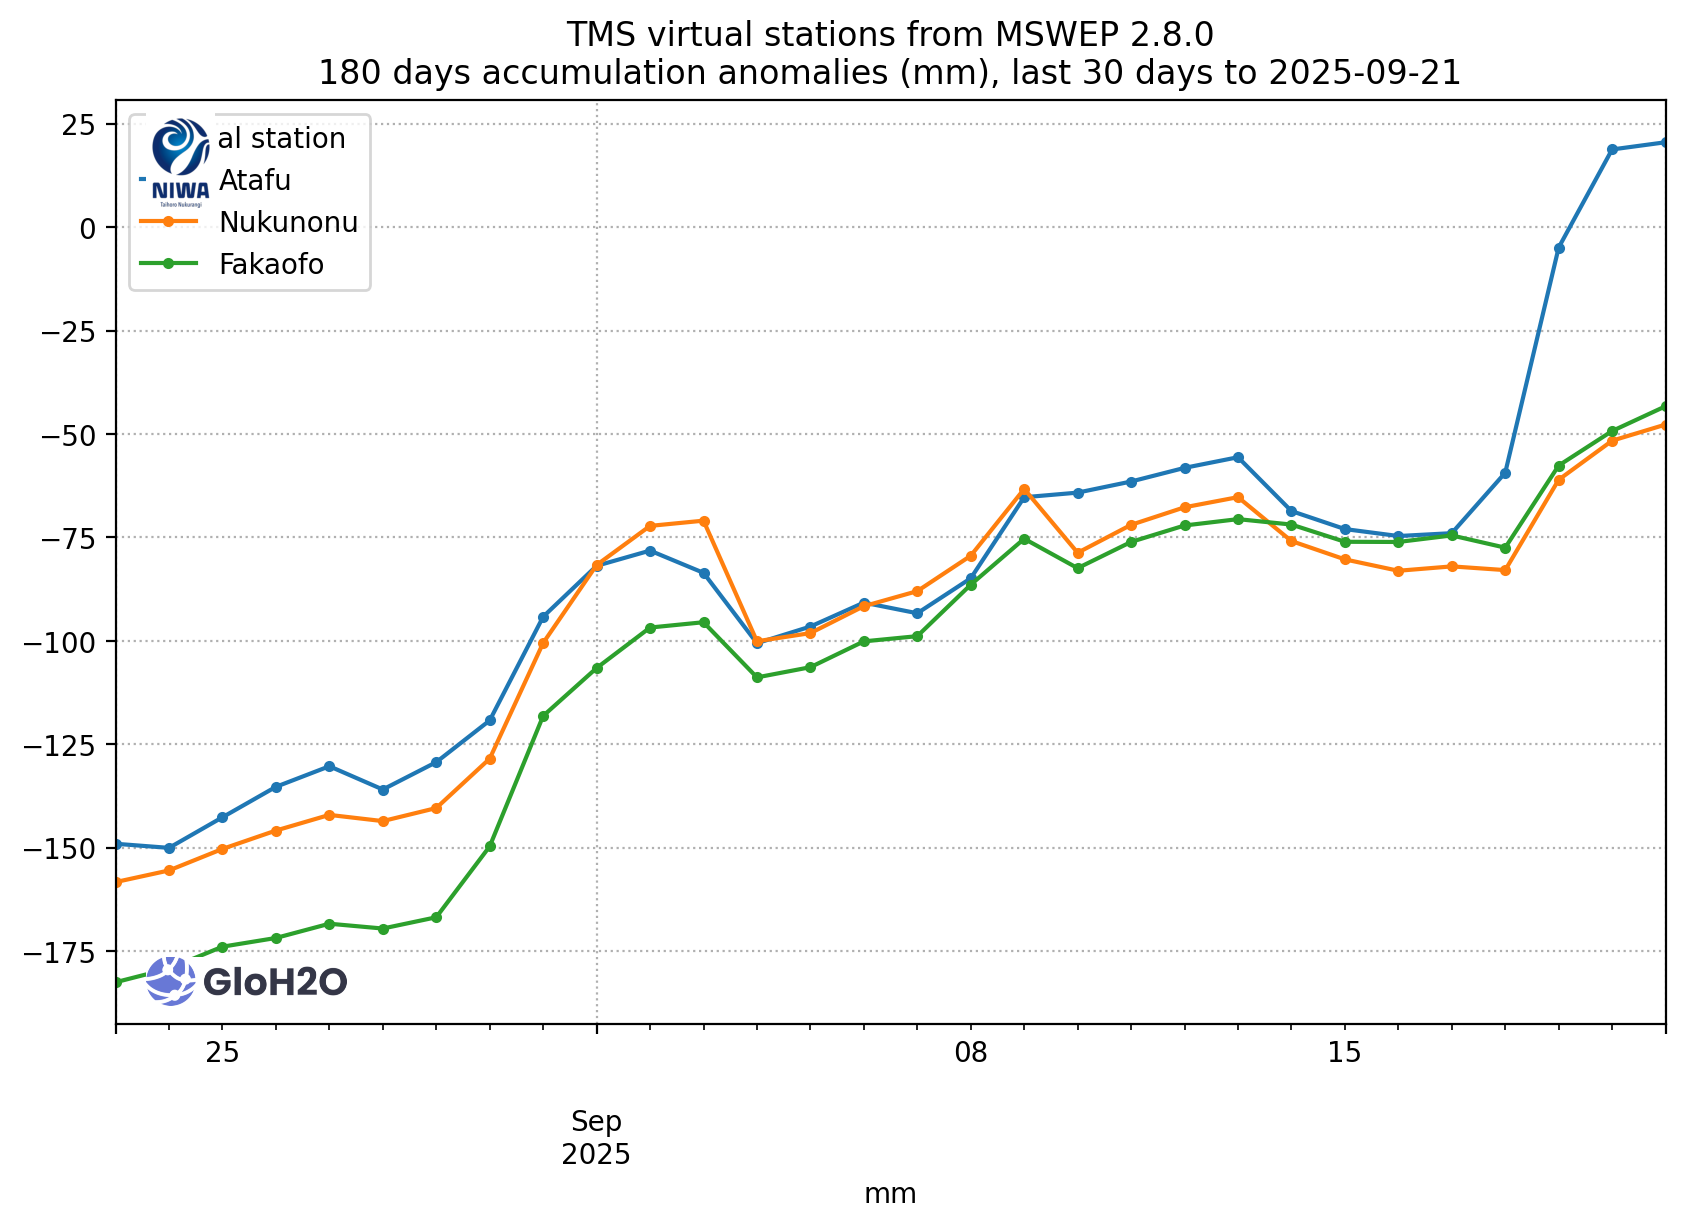 TMS virtual stations from MSWEP 2.8.0
180 days accumulation anomalies (mm), last 30 days to 2025-09-21
25
0
−25
−50
−75
−100
−125
−150
−175
al station
Atafu
Nukunonu
Fakaofo
NIWA
Taihoro Nukurangi
GloH2O
25
08
15
Sep
2025
mm